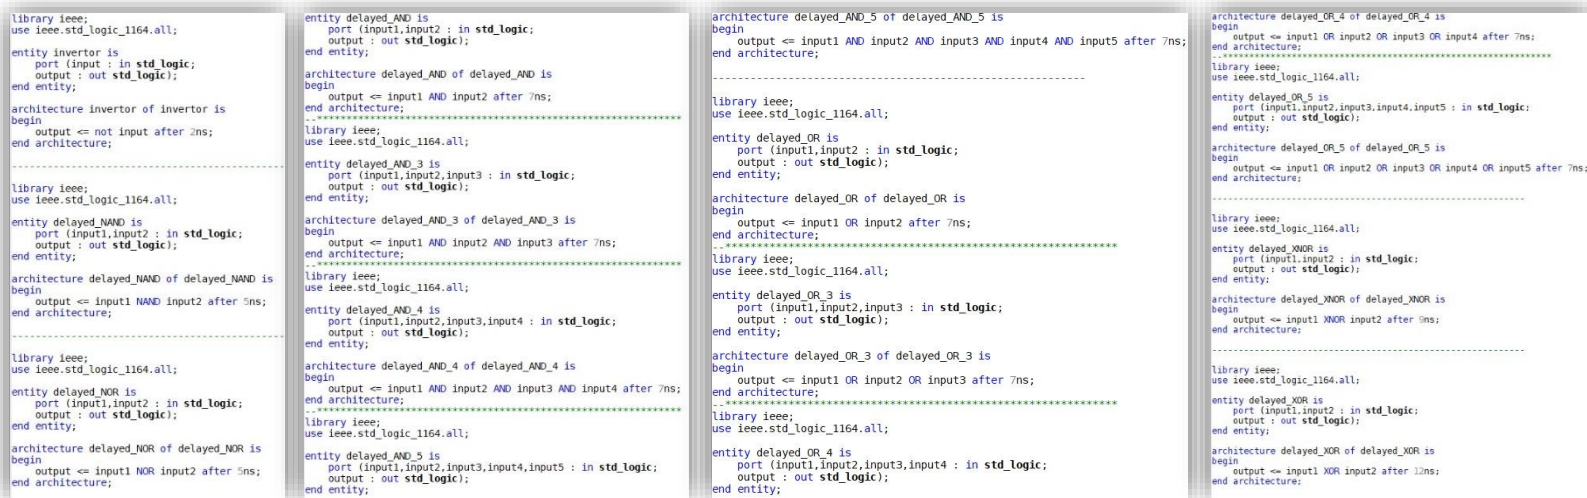 library ieee;
use ieee.std_logic_1164.all;
entity invertor is
port (input : in std_logic;
output : out std_logic);
end entity;
architecture invertor of invertor is
begin
output <= not input after 2ns;
end architecture;
--------------------------------------------------
library ieee;
use ieee.std_logic_1164.all;
entity delayed_NAND is
port (input1,input2 : in std_logic;
output : out std_logic);
end entity;
architecture delayed_NAND of delayed_NAND is
begin
output <= input1 NAND input2 after 5ns;
end architecture;
--------------------------------------------------
library ieee;
use ieee.std_logic_1164.all;
entity delayed_NOR is
port (input1,input2 : in std_logic;
output : out std_logic);
end entity;
architecture delayed_NOR of delayed_NOR is
begin
output <= input1 NOR input2 after 5ns;
end architecture;
entity delayed_AND is
port (input1,input2 : in std_logic;
output : out std_logic);
end entity;
architecture delayed_AND of delayed_AND is
begin
output <= input1 AND input2 after 7ns;
end architecture;
--************************************************************
library ieee;
use ieee.std_logic_1164.all;
entity delayed_AND_3 is
port (input1,input2,input3 : in std_logic;
output : out std_logic);
end entity;
architecture delayed_AND_3 of delayed_AND_3 is
begin
output <= input1 AND input2 AND input3 after 7ns;
end architecture;
--************************************************************
library ieee;
use ieee.std_logic_1164.all;
entity delayed_AND_4 is
port (input1,input2,input3,input4 : in std_logic;
output : out std_logic);
end entity;
architecture delayed_AND_4 of delayed_AND_4 is
begin
output <= input1 AND input2 AND input3 AND input4 after 7ns;
end architecture;
--************************************************************
library ieee;
use ieee.std_logic_1164.all;
entity delayed_AND_5 is
port (input1,input2,input3,input4,input5 : in std_logic;
output : out std_logic);
end entity;
architecture delayed_AND_5 of delayed_AND_5 is
begin
output <= input1 AND input2 AND input3 AND input4 AND input5 after 7ns;
end architecture;
------------------------------------------------------------
library ieee;
use ieee.std_logic_1164.all;
entity delayed_OR is
port (input1,input2 : in std_logic;
output : out std_logic);
end entity;
architecture delayed_OR of delayed_OR is
begin
output <= input1 OR input2 after 7ns;
end architecture;
--************************************************************
library ieee;
use ieee.std_logic_1164.all;
entity delayed_OR_3 is
port (input1,input2,input3 : in std_logic;
output : out std_logic);
end entity;
architecture delayed_OR_3 of delayed_OR_3 is
begin
output <= input1 OR input2 OR input3 after 7ns;
end architecture;
--************************************************************
library ieee;
use ieee.std_logic_1164.all;
entity delayed_OR_4 is
port (input1,input2,input3,input4 : in std_logic;
output : out std_logic);
end entity;
architecture delayed_OR_4 of delayed_OR_4 is
begin
output <= input1 OR input2 OR input3 OR input4 after 7ns;
end architecture;
--************************************************************
library ieee;
use ieee.std_logic_1164.all;
entity delayed_OR_5 is
port (input1,input2,input3,input4,input5 : in std_logic;
output : out std_logic);
end entity;
architecture delayed_OR_5 of delayed_OR_5 is
begin
output <= input1 OR input2 OR input3 OR input4 OR input5 after 7ns;
end architecture;
------------------------------------------------------------
library ieee;
use ieee.std_logic_1164.all;
entity delayed_XNOR is
port (input1,input2 : in std_logic;
output : out std_logic);
end entity;
architecture delayed_XNOR of delayed_XNOR is
begin
output <= input1 XNOR input2 after 9ns;
end architecture;
------------------------------------------------------------
library ieee;
use ieee.std_logic_1164.all;
entity delayed_XOR is
port (input1,input2 : in std_logic;
output : out std_logic);
end entity;
architecture delayed_XOR of delayed_XOR is
begin
output <= input1 XOR input2 after 12ns;
end architecture;